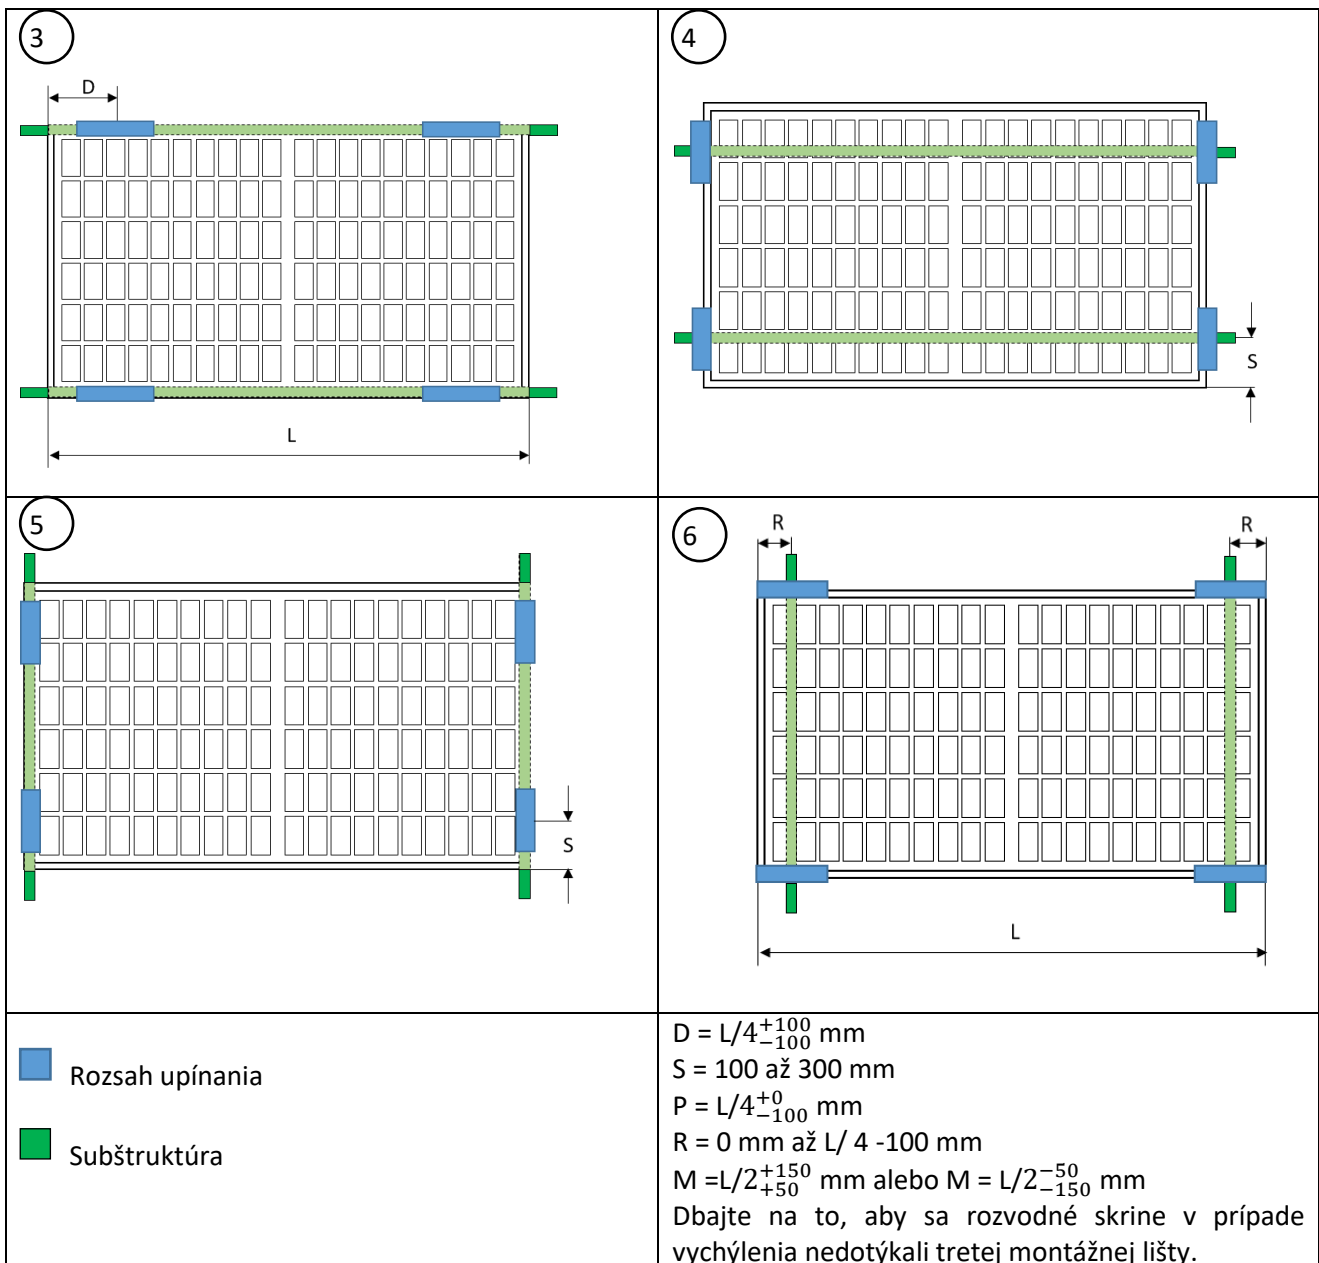 3
D
L
4
S
5
S
6
R R
L
Rozsah upínania
Subštruktúra
D = L/4 +100 -100 mm
S = 100 až 300 mm
P = L/4 +0 -100 mm
R = 0 mm až L/ 4 -100 mm
M =L/2 +150 +50 mm alebo M = L/2 -50 -150 mm
Dbajte na to, aby sa rozvodné skrine v prípade
vychýlenia nedotýkali tretej montážnej lišty.